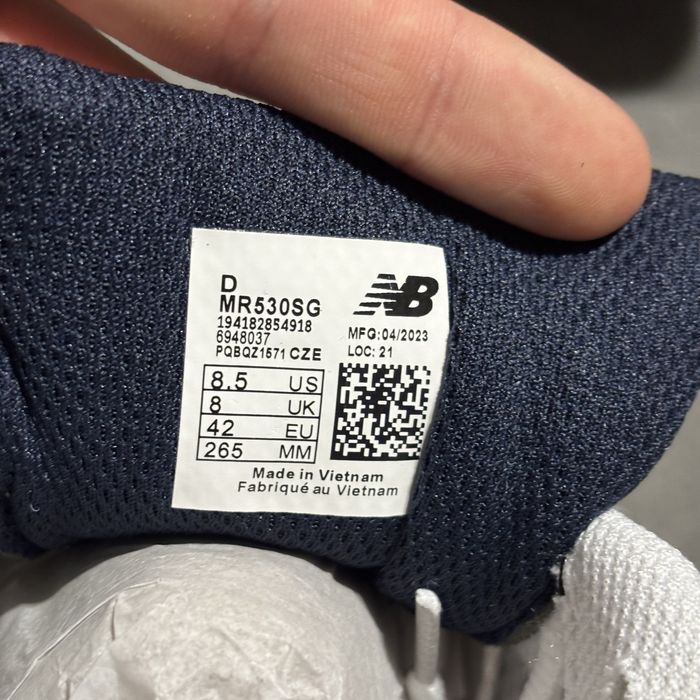 D
MR530SG
194182854918
6948037
PQBQZ1571 CZE
NB
MFG:04/2023
LOC: 21
8.5 US
8 UK
42 EU
265 MM
Made in Vietnam
Fabriqué au Vietnam